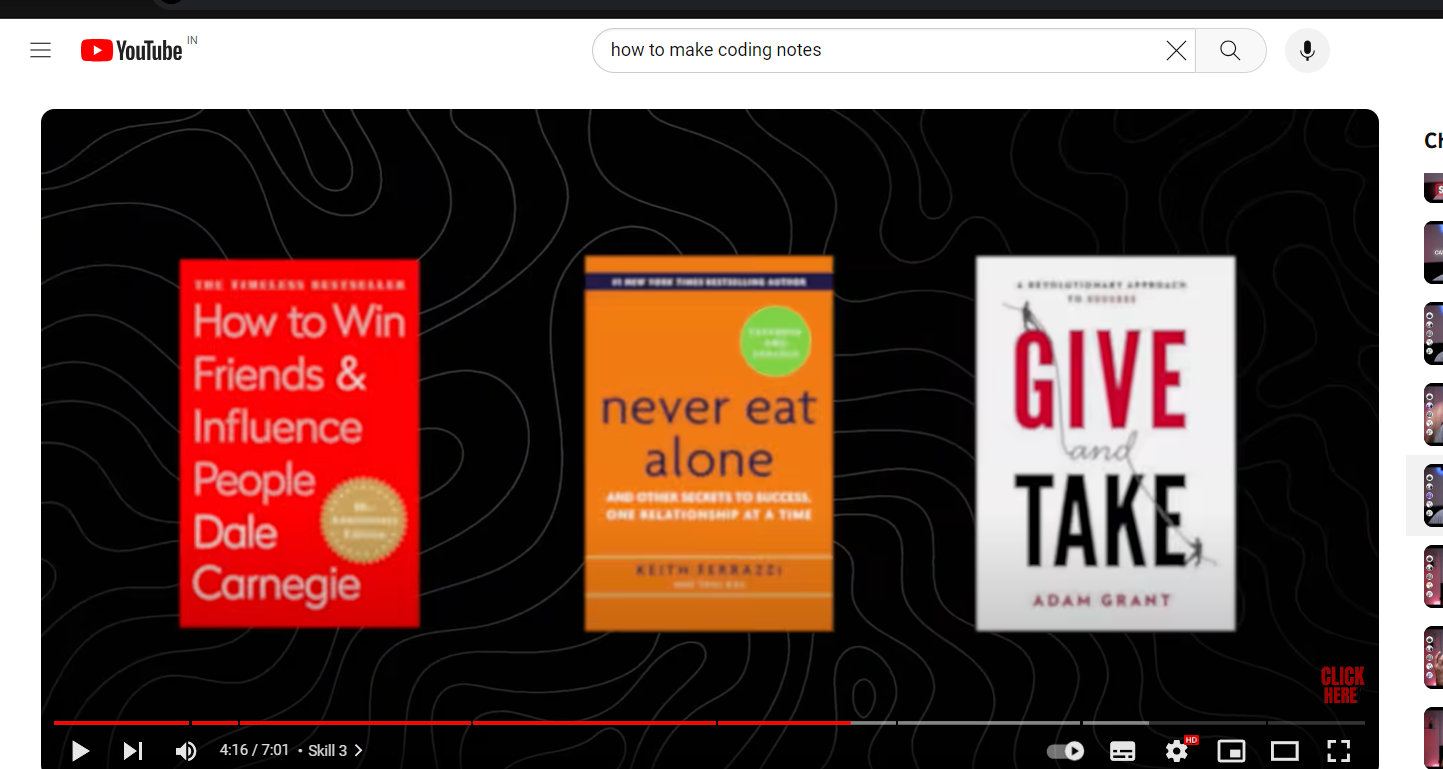 YouTube IN
how to make coding notes
Ch
THE TIMELESS BESTSELLER
How to Win
Friends &
Influence
People
Dale
Carnegie
#1 NEW YORK TIMES BESTSELLING AUTHOR
never eat
alone
AND OTHER SECRETS TO SUCCESS,
ONE RELATIONSHIP AT A TIME
KEITH FERRAZZI
A REVOLUTIONARY APPROACH
TO SUCCESS
GIVE
and
TAKE
ADAM GRANT
CLICK
HERE
4:16 / 7:01 • Skill 3
HD